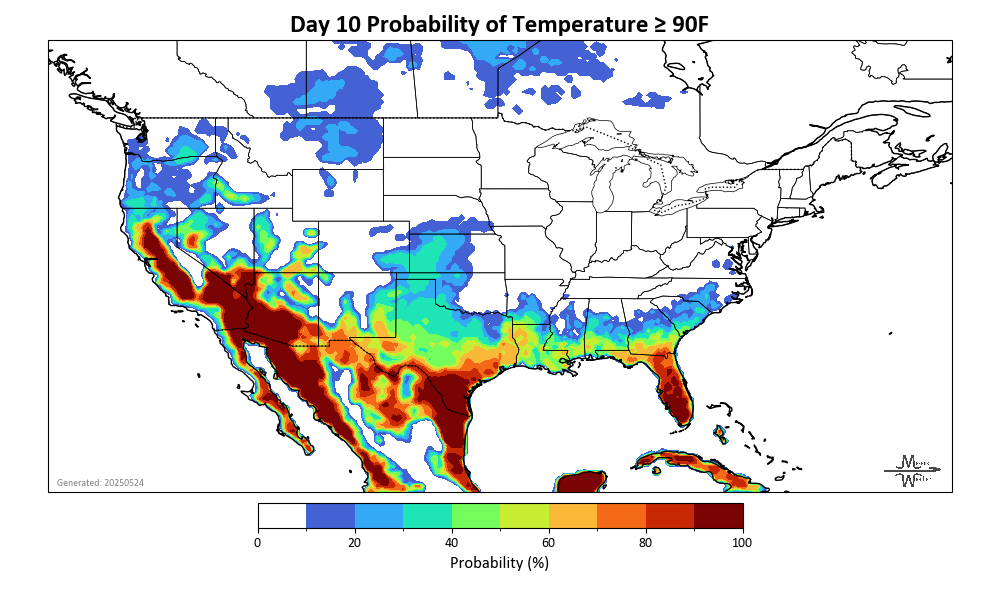 Day 10 Probability of Temperature ≥ 90F
Generated: 20250524
0 20 40 60 80 100
Probability (%)